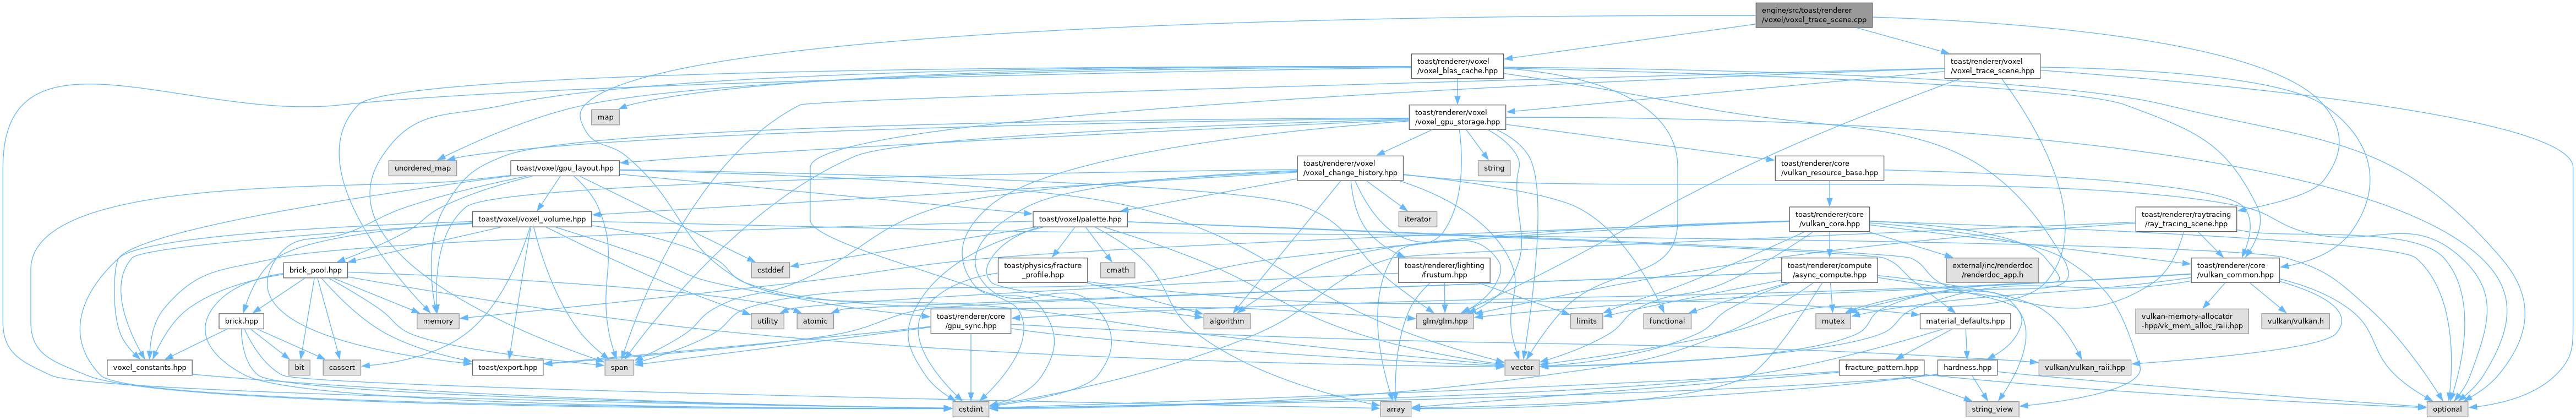 engine/src/toast/renderer
/voxel/voxel_trace_scene.cpp
toast/renderer/voxel
/voxel_blas_cache.hpp
toast/renderer/voxel
/voxel_trace_scene.hpp
map
toast/renderer/voxel
/voxel_gpu_storage.hpp
unordered_map
toast/voxel/gpu_layout.hpp
toast/renderer/voxel
/voxel_change_history.hpp
string
toast/renderer/core
/vulkan_resource_base.hpp
toast/voxel/voxel_volume.hpp
toast/voxel/palette.hpp
iterator
toast/renderer/core
/vulkan_core.hpp
toast/renderer/raytracing
/ray_tracing_scene.hpp
brick_pool.hpp
cstddef
toast/physics/fracture
_profile.hpp
cmath
toast/renderer/lighting
/frustum.hpp
toast/renderer/compute
/async_compute.hpp
external/inc/renderdoc
/renderdoc_app.h
toast/renderer/core
/vulkan_common.hpp
brick.hpp
memory
utility
atomic
toast/renderer/core
/gpu_sync.hpp
algorithm
glm/glm.hpp
limits
functional
mutex
material_defaults.hpp
vulkan-memory-allocator
-hpp/vk_mem_alloc_raii.hpp
vulkan/vulkan.h
voxel_constants.hpp
bit
cassert
toast/export.hpp
span
vector
fracture_pattern.hpp
hardness.hpp
vulkan/vulkan_raii.hpp
cstdint
array
string_view
optional